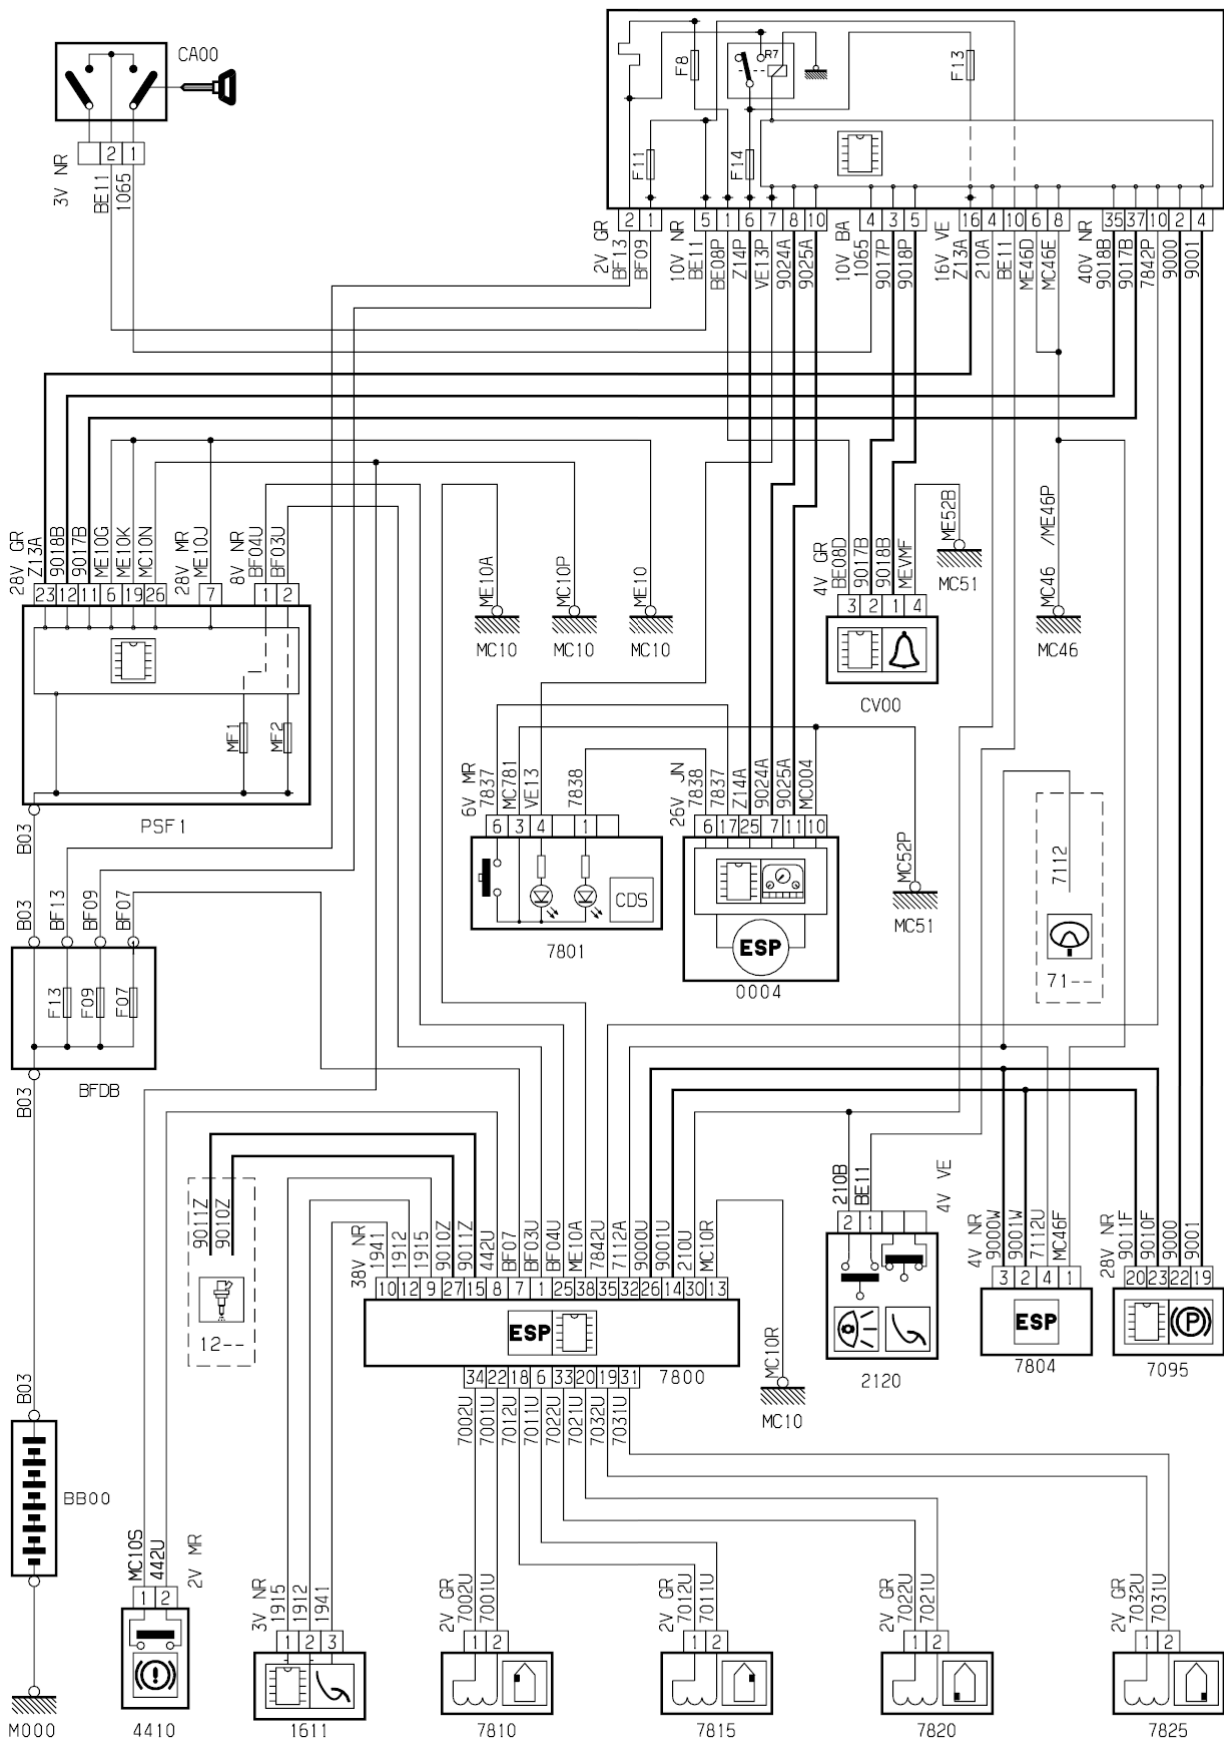 CA00
3V NR
2 1
BE11
1065
F8
R7
F13
F11
F14
2 1 5 1 6 7 8 10 4 3 5 16 4 10 6 8 35 37 10 2 4
2V GR
BF13
BF09
10V NR
BE11
BE08P
Z14P
VE13P
9024A
9025A
10V BA
1065
9017P
9018P
16V VE
Z13A
210A
BE11
ME46D
MC46E
40V NR
9018B
9017B
7842P
9000
9001
28V GR
Z13A
9018B
9017B
ME10G
ME10K
MC10N
28V MR
ME10J
8V NR
BF04U
BF03U
23 12 11 6 19 26 7 1 2
MF1
MF2
PSF1
ME10A
MC10
MC10P
MC10
ME10
MC10
4V GR
BE08D
9017B
9018B
MEVMF
3 2 1 4
CV00
ME52B
MC51
MC46 /ME46P
MC46
6V MR
7837
MC781
VE13
7838
6 3 4 1
CDS
7801
26V JN
7838
7837
Z14A
9024A
9025A
MC004
6 17 25 7 11 10
ESP
0004
MC52P
MC51
7112
71--
B03
B03
BF13
BF09
BF07
F13
F09
F07
BFDB
B03
9011Z
9010Z
12--
38V NR
1941
1912
1915
9010Z
9011Z
442U
BF07
BF03U
BF04U
ME10A
7842U
7112A
9000U
9001U
210U
MC10R
10 12 9 27 15 8 7 1 25 38 35 32 26 14 30 13
ESP
7800
34 22 18 6 33 20 19 31
7002U
7001U
7012U
7011U
7022U
7021U
7032U
7031U
MC10R
MC10
210B
BE11
4V VE
2 1
2120
4V NR
9000W
9001W
7112U
MC46F
3 2 4 1
ESP
7804
28V NR
9011F
9010F
9000
9001
20 23 22 19
P
7095
B03
BB00
M000
MC10S
442U
2V MR
1 2
4410
3V NR
1915
1912
1941
1 2 3
1611
2V GR
7002U
7001U
1 2
7810
2V GR
7012U
7011U
1 2
7815
2V GR
7022U
7021U
1 2
7820
2V GR
7032U
7031U
1 2
7825